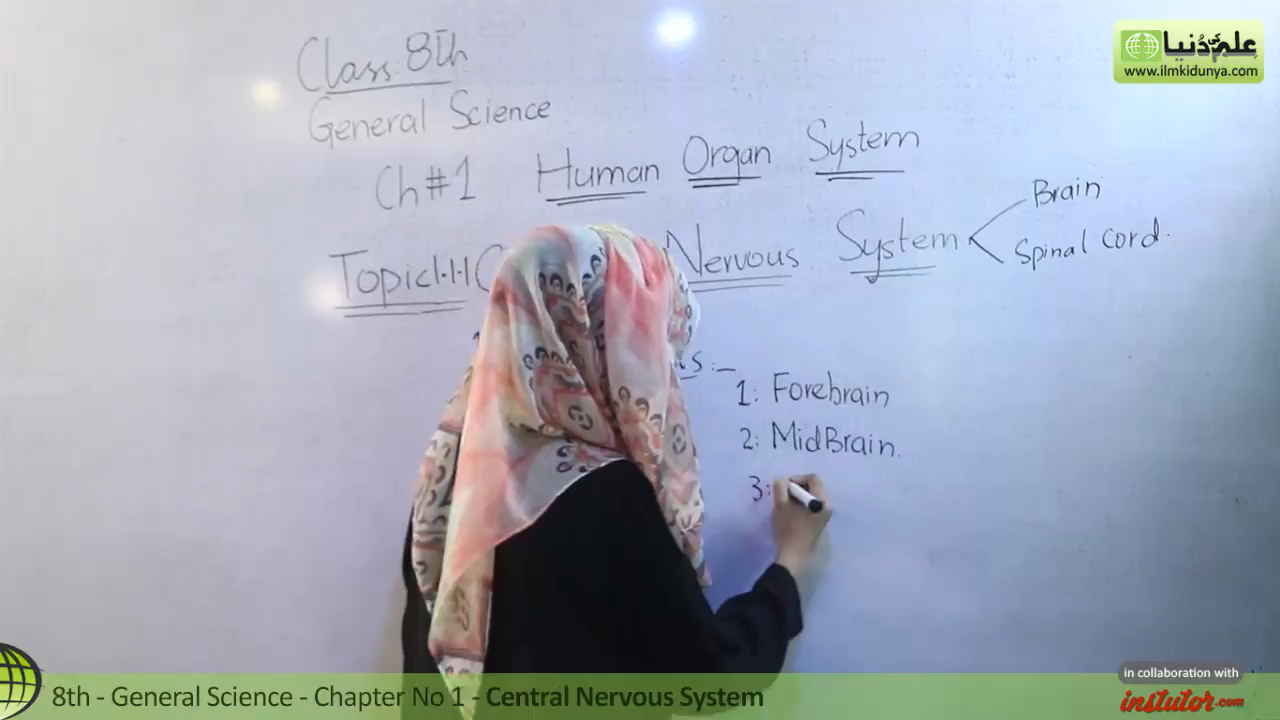 Class 8th
General Science
Ch#1 Human Organ System
Topic 1.1 Nervous System
Brain
Spinal Cord.
1: Forebrain
2: MidBrain.
3:
علم کی دُنیا
www.ilmkidunya.com
8th - General Science - Chapter No 1 - Central Nervous System
in collaboration with
instutor.com